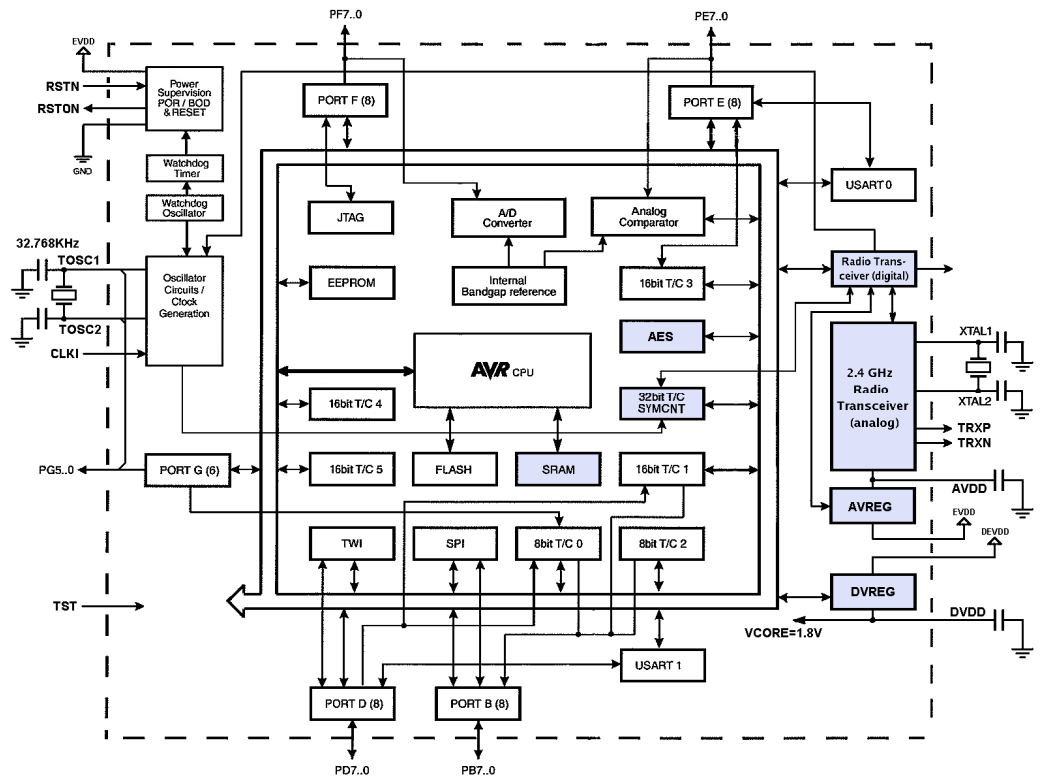 PF7..0
PE7..0
EVDD
RSTN
RSTON
GND
Power
Supervision
POR / BOD
& RESET
PORT F (8)
PORT E (8)
Watchdog
Timer
Watchdog
Oscillator
USART 0
JTAG
A/D
Converter
Analog
Comparator
32.768KHz
TOSC1
TOSC2
CLKI
Oscillator
Circuits /
Clock
Generation
EEPROM
Internal
Bandgap reference
16bit T/C 3
Radio Trans-
ceiver (digital)
AES
AVR CPU
XTAL1
XTAL2
2.4 GHz
Radio
Transceiver
(analog)
TRXP
TRXN
16bit T/C 4
32bit T/C
SYMCNT
PG5..0
PORT G (6)
16bit T/C 5
FLASH
SRAM
16bit T/C 1
AVDD
AVREG
EVDD
DEVDD
TWI
SPI
8bit T/C 0
8bit T/C 2
DVREG
DVDD
TST
VCORE=1.8V
USART 1
PORT D (8)
PORT B (8)
PD7..0
PB7..0